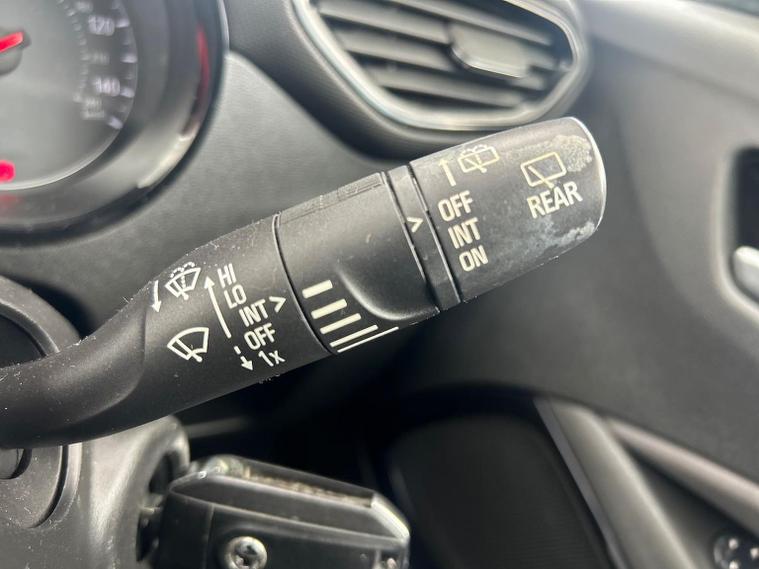 120
140
HI
LO
INT >
OFF
1x
>
OFF
INT
ON
REAR